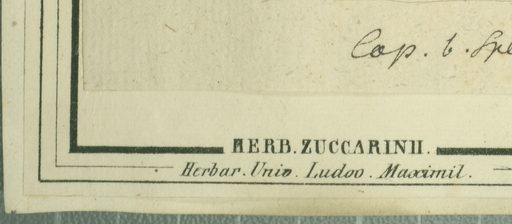 Cap. b. Spe
HERB. ZUCCARINII.
Herbar. Univ. Ludov. Maximil.